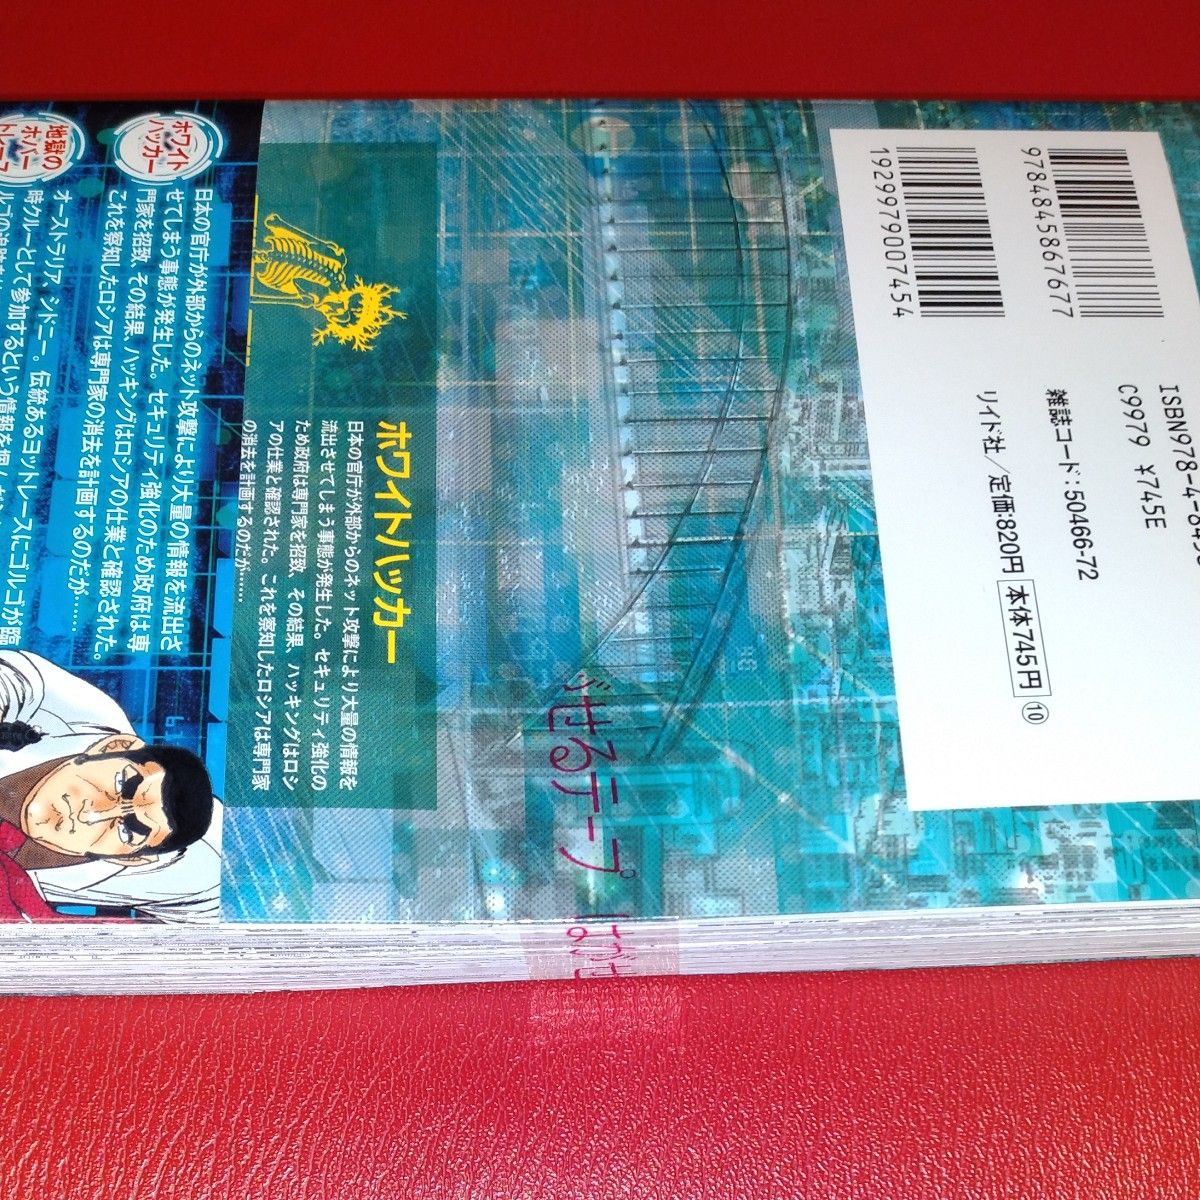 ホワイト
ハッカー
日本の官庁が外部からのネット攻撃により大量の情報を流出さ
せてしまう事態が発生した。セキュリティ強化のため政府は専
門家を招致、その結果、ハッキングはロシアの仕業と確認された。
これを察知したロシアは専門家の消去を計画するのだが……。
地獄の
ホバー
トレース
オーストラリア、シドニー。伝統あるヨットレースにゴルゴが臨
時クルーとして参加するという情報を
ホワイトハッカー
日本の官庁が外部からのネット攻撃により大量の情報を
流出させてしまう事態が発生した。セキュリティ強化の
ため政府は専門家を招致、その結果、ハッキングはロシ
アの仕業と確認された。これを察知したロシアは専門家
の消去を計画するのだが……。
がせるテープ はがせ
9784845867677
1929979007454
ISBN978-4-845
C9979 ¥745E
雑誌コード:50466-72
リイド社/定価:820円 本体745円 ⑩